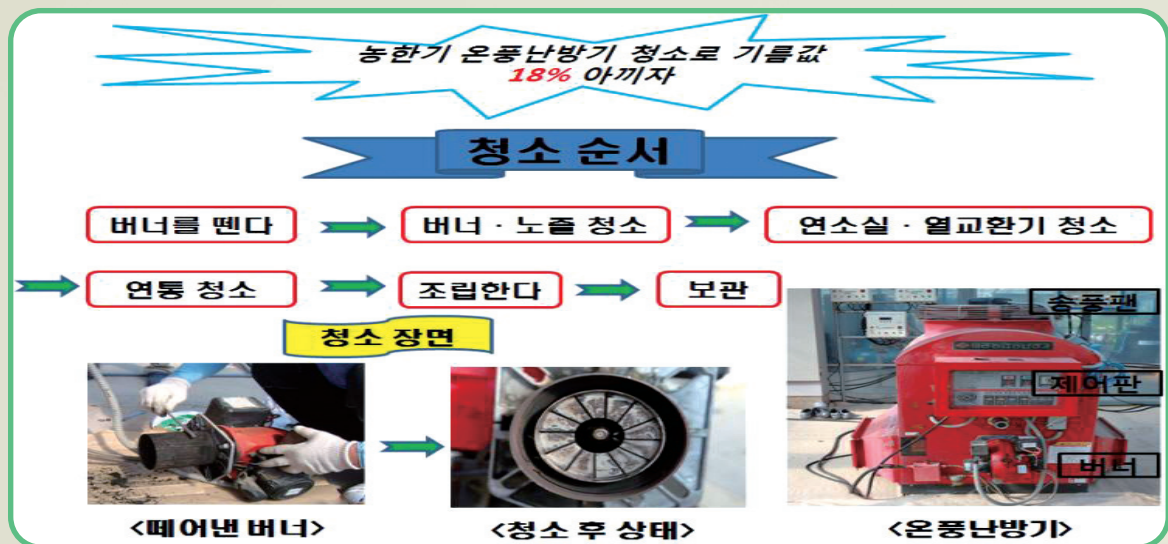 농한기 온풍난방기 청소로 기름값
18% 아끼자
청소 순서
버너를 뗀다
버너 · 노즐 청소
연소실 · 열교환기 청소
연통 청소
조립한다
보관
청소 장면
송풍팬
제어판
버너
<떼어낸 버너>
<청소 후 상태>
<온풍난방기>